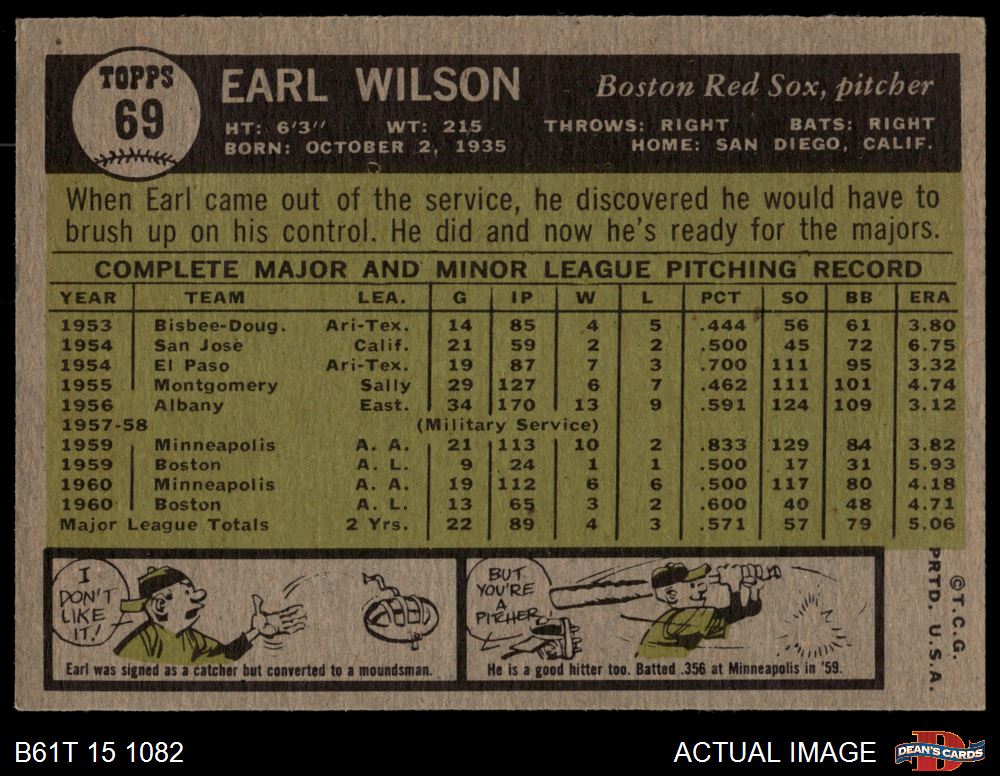 TOPPS
69
EARL WILSON
Boston Red Sox, pitcher
HT: 6'3" WT: 215 THROWS: RIGHT BATS: RIGHT
BORN: OCTOBER 2, 1935 HOME: SAN DIEGO, CALIF.
When Earl came out of the service, he discovered he would have to
brush up on his control. He did and now he's ready for the majors.
COMPLETE MAJOR AND MINOR LEAGUE PITCHING RECORD
YEAR TEAM LEA. G IP W L PCT SO BB ERA
1953 Bisbee-Doug. Ari-Tex. 14 85 4 5 .444 56 61 3.80
1954 San Jose Calif. 21 59 2 2 .500 45 72 6.75
1954 El Paso Ari-Tex. 19 87 7 3 .700 111 95 3.32
1955 Montgomery Sally 29 127 6 7 .462 111 101 4.74
1956 Albany East. 34 170 13 9 .591 124 109 3.12
1957-58 (Military Service)
1959 Minneapolis A. A. 21 113 10 2 .833 129 84 3.82
1959 Boston A. L. 9 24 1 1 .500 17 31 5.93
1960 Minneapolis A. A. 19 112 6 6 .500 117 80 4.18
1960 Boston A. L. 13 65 3 2 .600 40 48 4.71
Major League Totals 2 Yrs. 22 89 4 3 .571 57 79 5.06
I
DON'T
LIKE
IT!
Earl was signed as a catcher but converted to a moundsman.
BUT
YOU'RE
A
PITCHER
He is a good hitter too. Batted .356 at Minneapolis in '59.
©T.C.G.
PRTD. U.S.A.
B61T 15 1082
ACTUAL IMAGE
DEAN'S CARDS